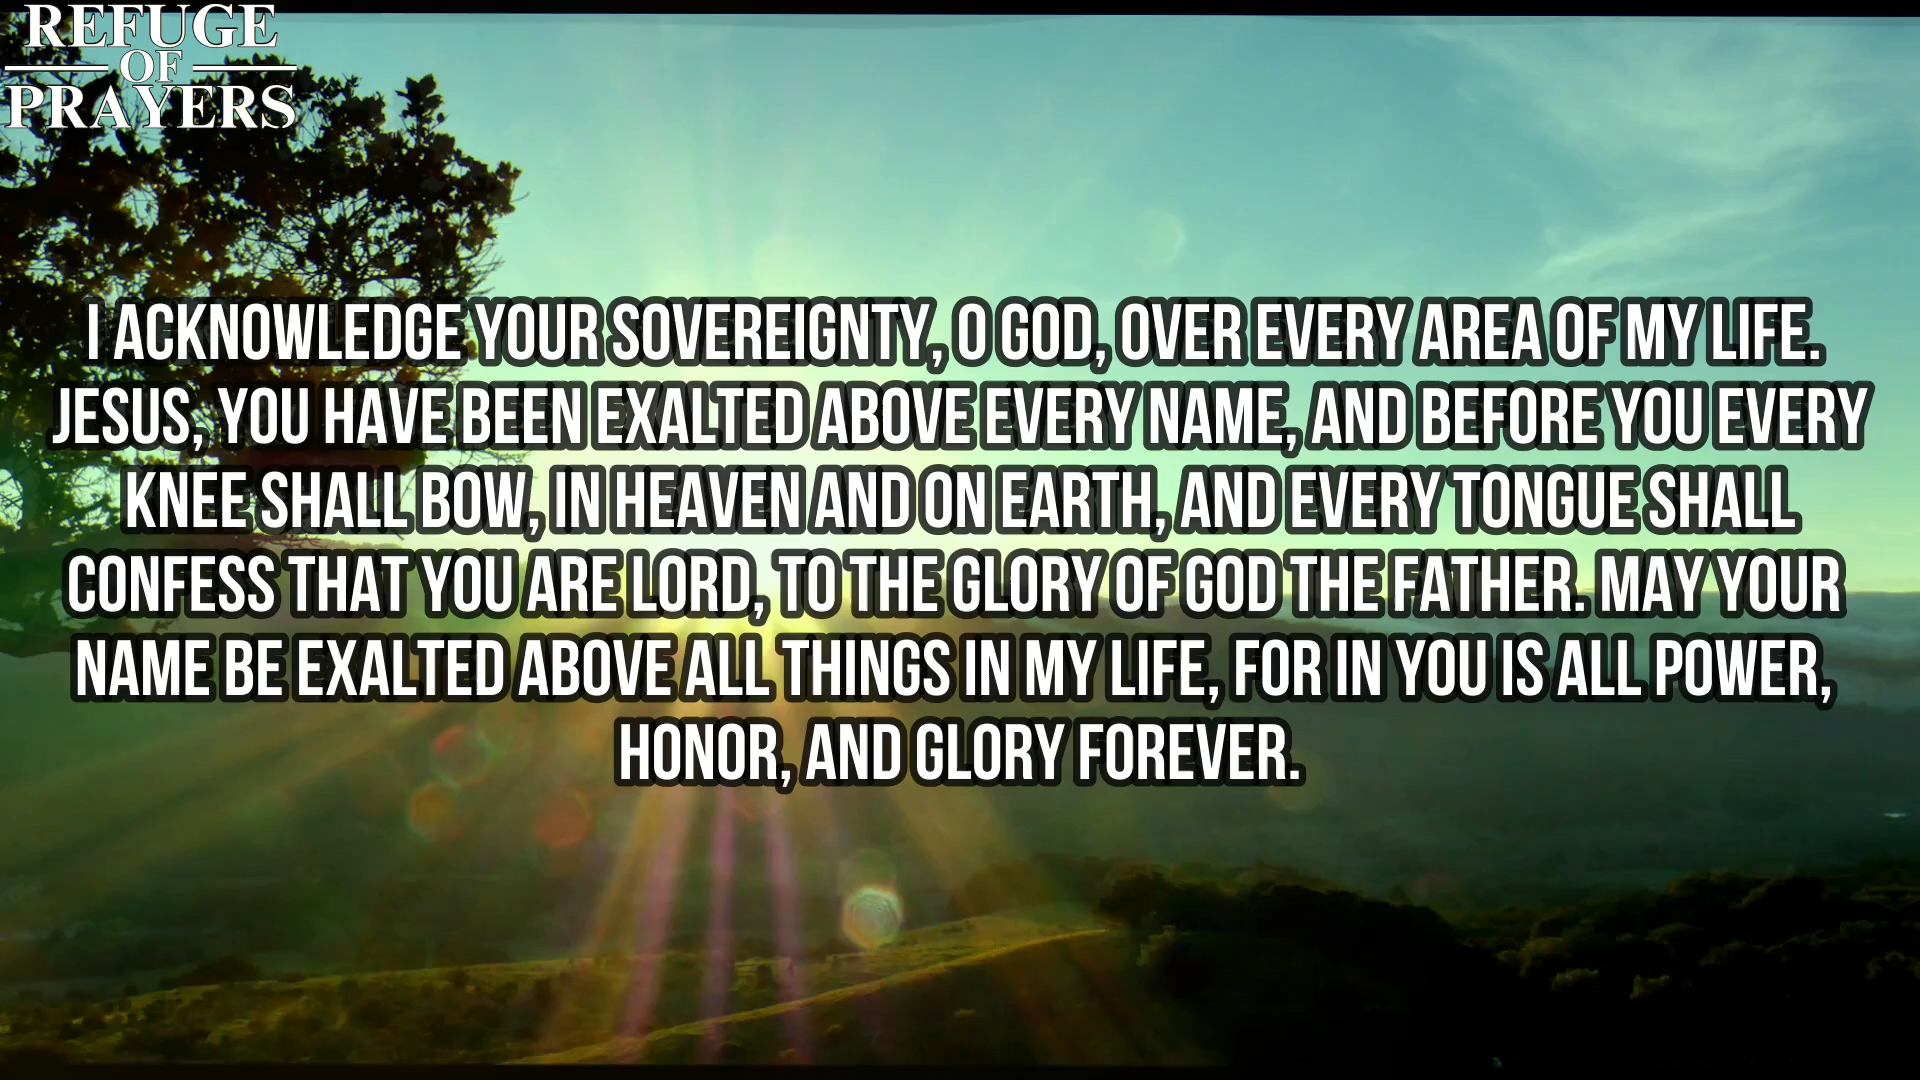 REFUGE
OF
PRAYERS
I ACKNOWLEDGE YOUR SOVEREIGNTY, O GOD, OVER EVERY AREA OF MY LIFE.
JESUS, YOU HAVE BEEN EXALTED ABOVE EVERY NAME, AND BEFORE YOU EVERY
KNEE SHALL BOW, IN HEAVEN AND ON EARTH, AND EVERY TONGUE SHALL
CONFESS THAT YOU ARE LORD, TO THE GLORY OF GOD THE FATHER. MAY YOUR
NAME BE EXALTED ABOVE ALL THINGS IN MY LIFE, FOR IN YOU IS ALL POWER,
HONOR, AND GLORY FOREVER.